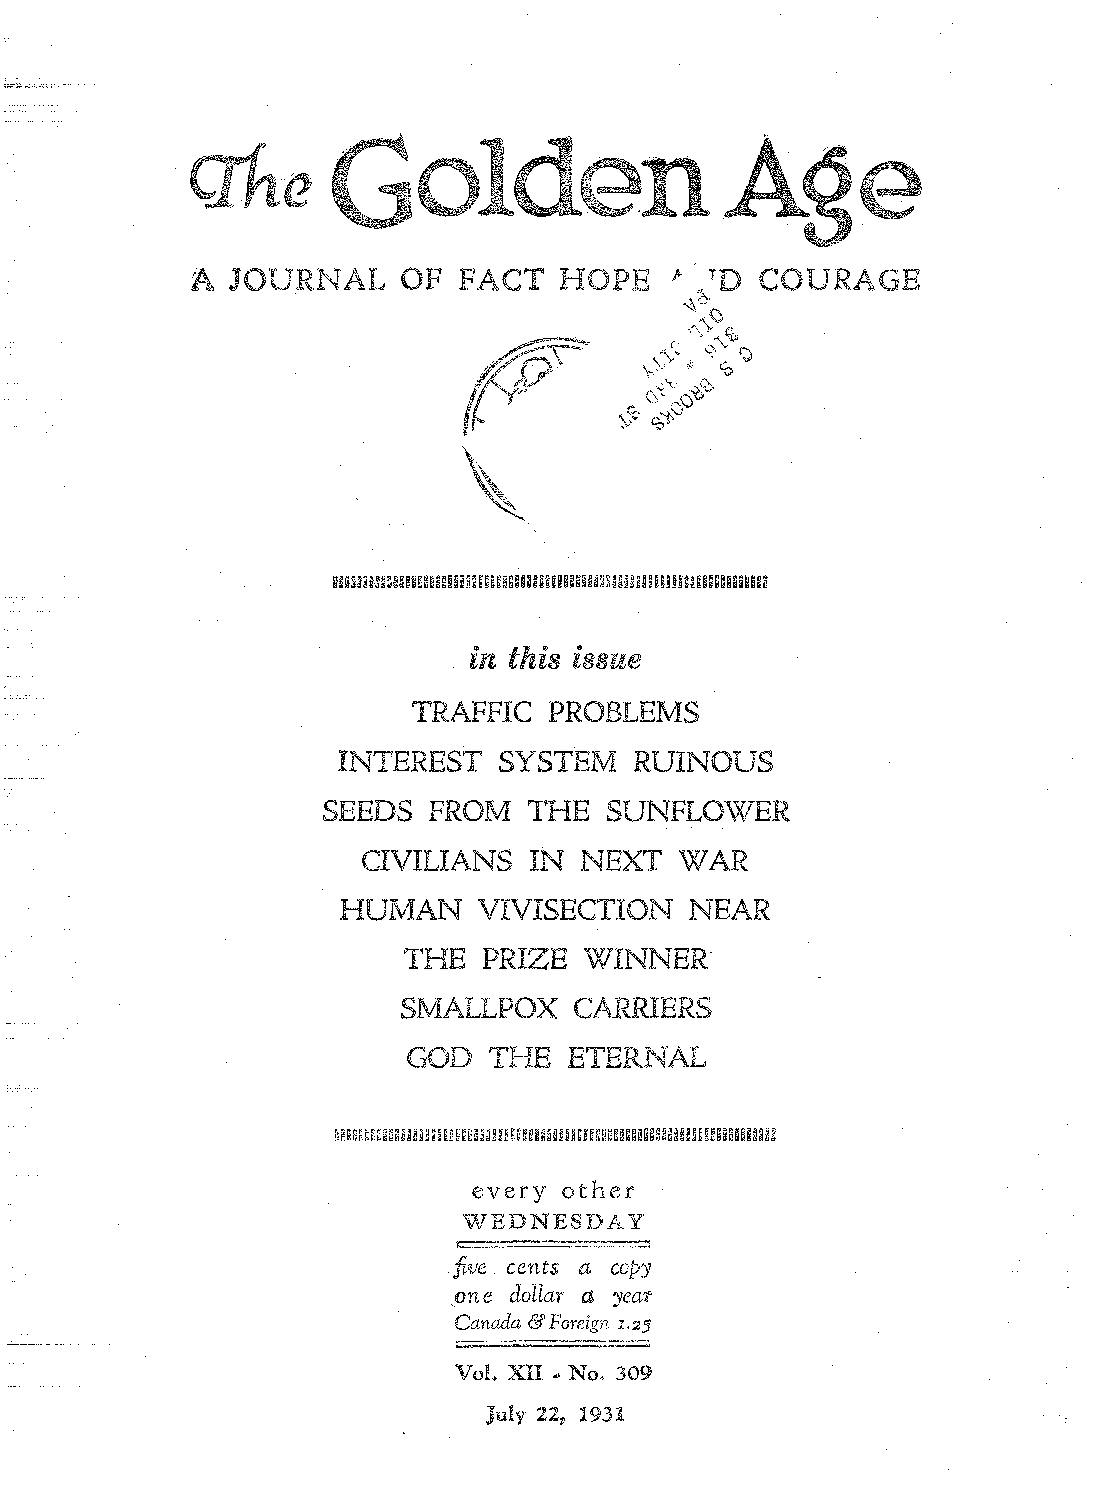 The Golden Age
A JOURNAL OF FACT HOPE AND COURAGE
C S BROOKS
316 W 3RD ST
OIL CITY
PA
in this issue
TRAFFIC PROBLEMS
INTEREST SYSTEM RUINOUS
SEEDS FROM THE SUNFLOWER
CIVILIANS IN NEXT WAR
HUMAN VIVISECTION NEAR
THE PRIZE WINNER
SMALLPOX CARRIERS
GOD THE ETERNAL
every other
WEDNESDAY
five cents a copy
one dollar a year
Canada & Foreign 1.25
Vol. XII - No. 309
July 22, 1931